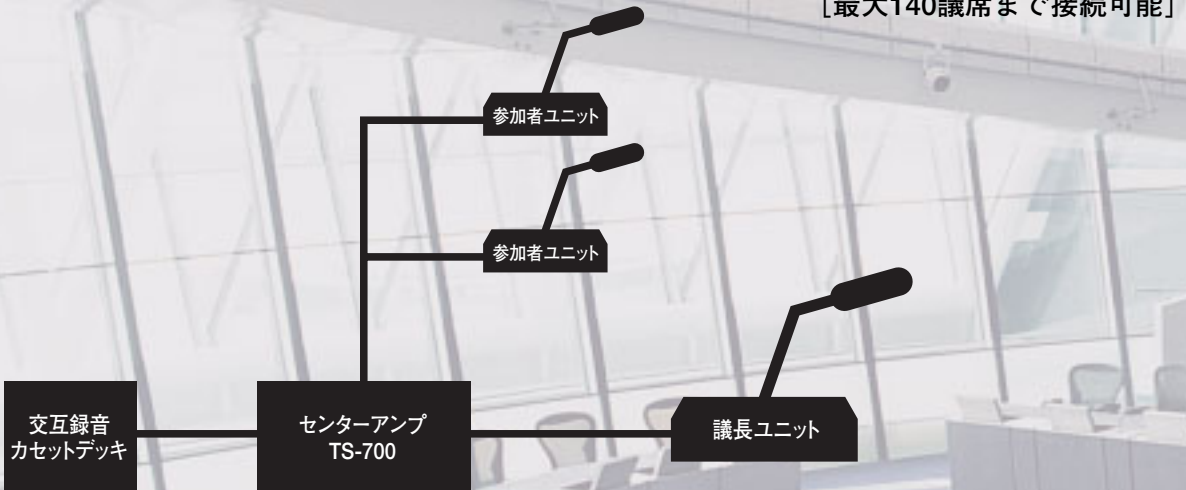 [最大140議席まで接続可能]
参加者ユニット
参加者ユニット
交互録音
カセットデッキ
センターアンプ
TS-700
議長ユニット